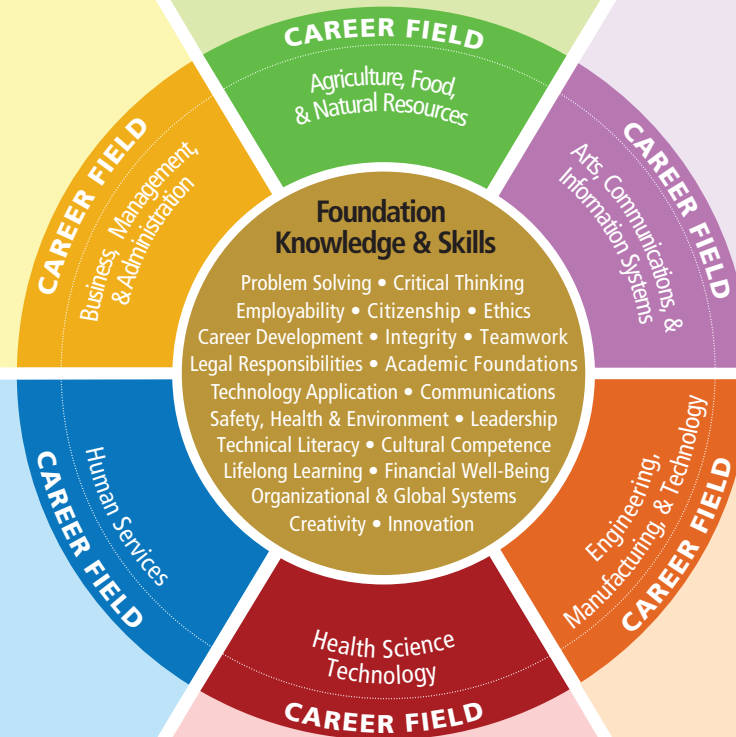 CAREER FIELD
Agriculture, Food,
& Natural Resources
CAREER FIELD
Arts, Communications, &
Information Systems
CAREER FIELD
Engineering,
Manufacturing, & Technology
CAREER FIELD
Health Science
Technology
CAREER FIELD
Human Services
CAREER FIELD
Business, Management,
& Administration
Foundation
Knowledge & Skills
Problem Solving • Critical Thinking
Employability • Citizenship • Ethics
Career Development • Integrity • Teamwork
Legal Responsibilities • Academic Foundations
Technology Application • Communications
Safety, Health & Environment • Leadership
Technical Literacy • Cultural Competence
Lifelong Learning • Financial Well-Being
Organizational & Global Systems
Creativity • Innovation